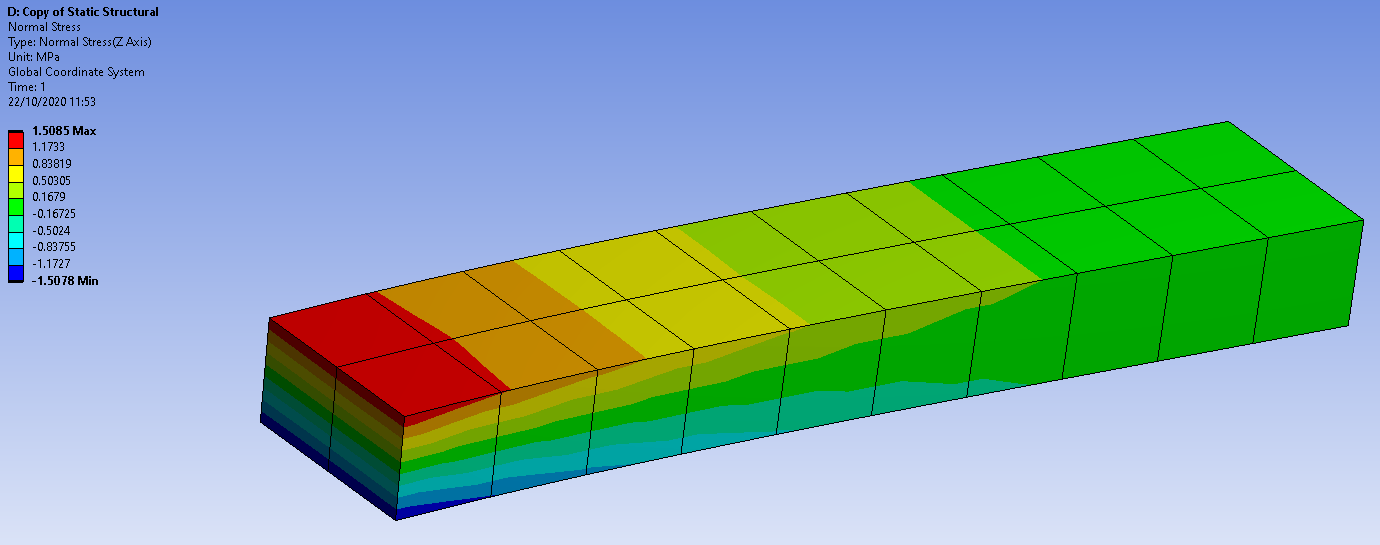 D: Copy of Static Structural
Normal Stress
Type: Normal Stress(Z Axis)
Unit: MPa
Global Coordinate System
Time: 1
22/10/2020 11:53
1.5085 Max
1.1733
0.83819
0.50305
0.1679
-0.16725
-0.5024
-0.83755
-1.1727
-1.5078 Min